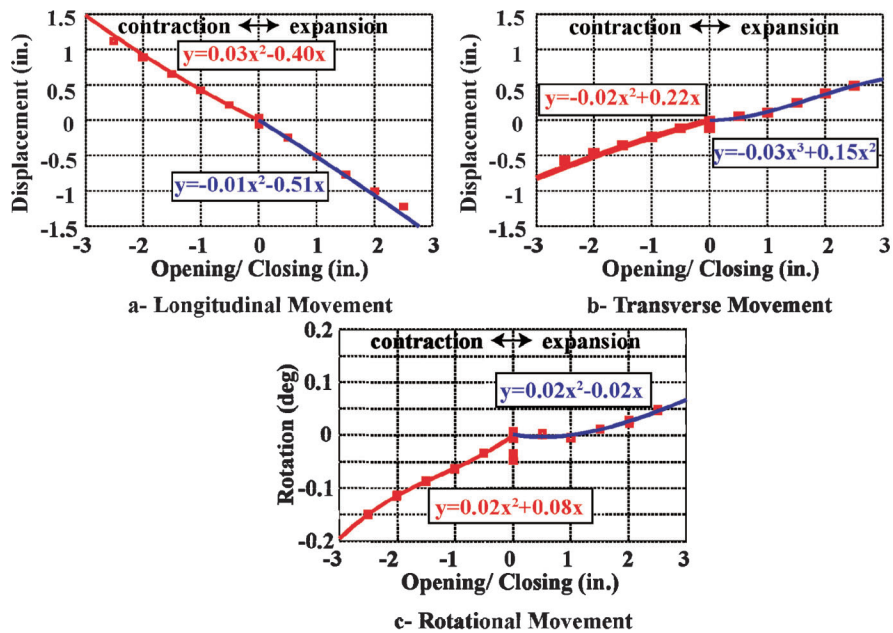 contraction ↔ expansion
y=0.03x²-0.40x
y=-0.01x²-0.51x
Displacement (in.)
1.5
1
0.5
0
-0.5
-1
-1.5
-3 -2 -1 0 1 2 3
Opening/ Closing (in.)
a- Longitudinal Movement
contraction ↔ expansion
y=-0.02x²+0.22x
y=-0.03x³+0.15x²
Displacement (in.)
1.5
1
0.5
0
-0.5
-1
-1.5
-3 -2 -1 0 1 2 3
Opening/ Closing (in.)
b- Transverse Movement
contraction ↔ expansion
y=0.02x²-0.02x
y=0.02x²+0.08x
Rotation (deg)
0.2
0.1
0
-0.1
-0.2
-3 -2 -1 0 1 2 3
Opening/ Closing (in.)
c- Rotational Movement